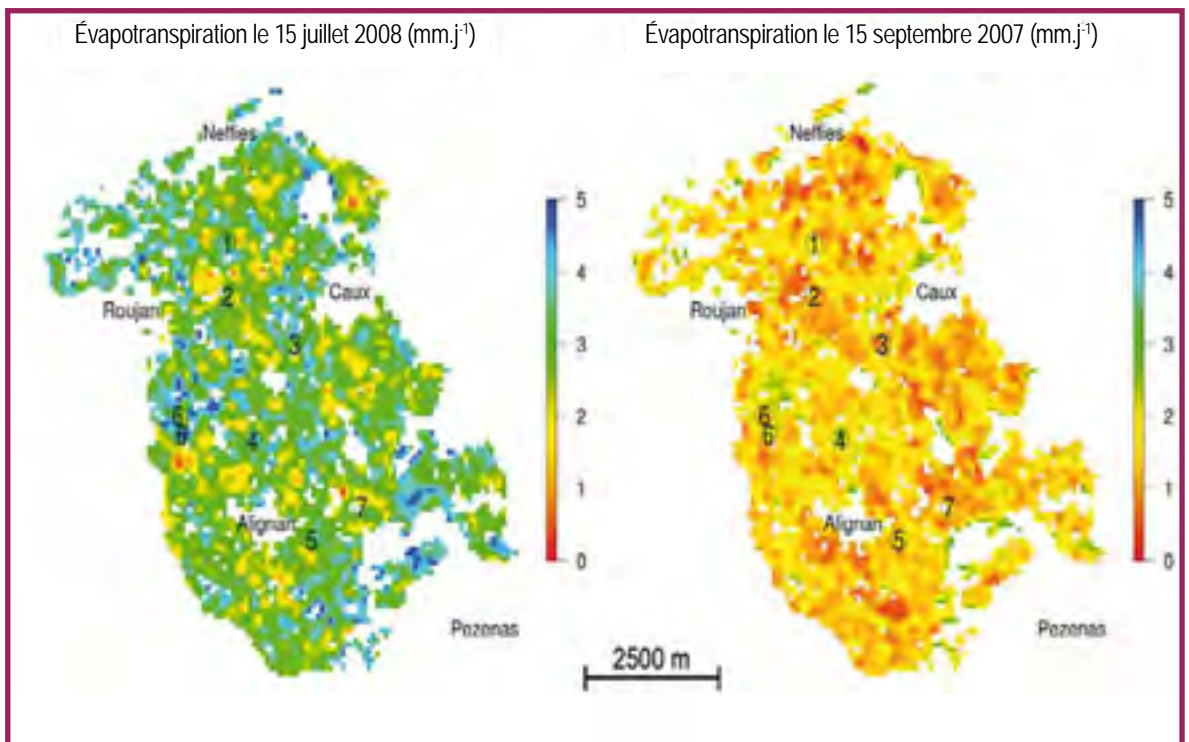 Évapotranspiration le 15 juillet 2008 (mm.j⁻¹)
Évapotranspiration le 15 septembre 2007 (mm.j⁻¹)
Neffies
Neffies
5
5
1
1
4
4
2
Caux
2
Caux
Roujan
Roujan
3
3
3
3
6
2
6
2
4
4
1
1
7
7
Alignan
Alignan
5
5
0
0
Pezenas
Pezenas
2500 m